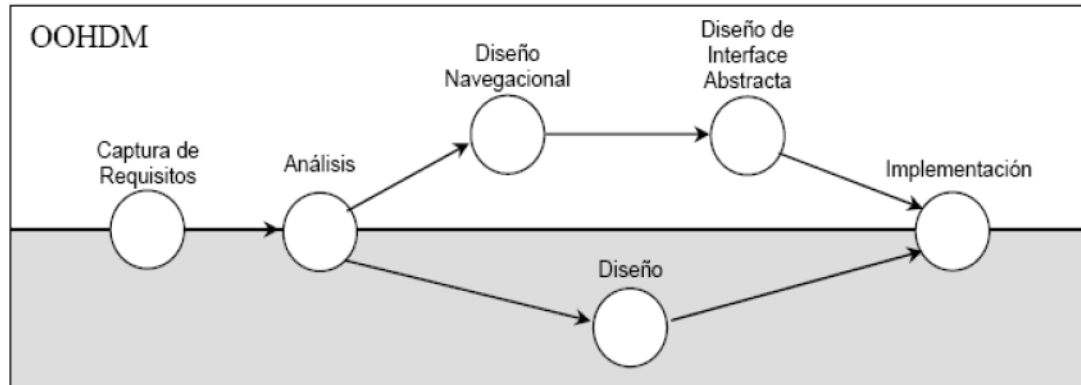 OOHDM
Captura de
Requisitos
Análisis
Diseño
Navegacional
Diseño de
Interface
Abstracta
Implementación
Diseño